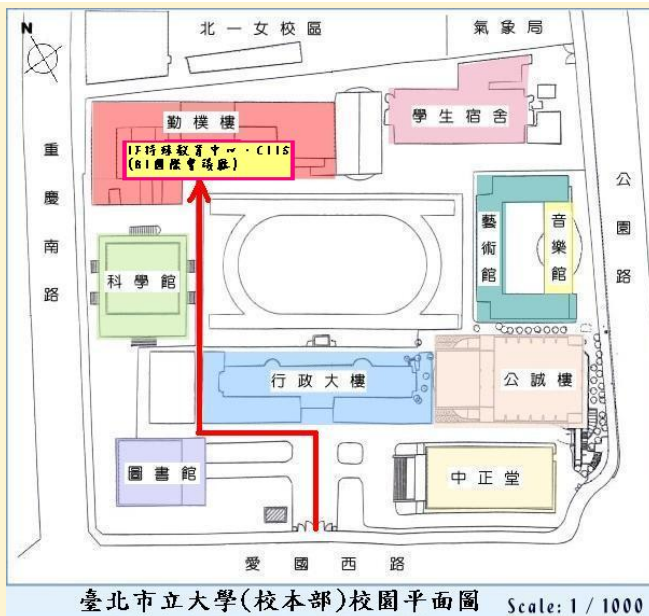 N
北一女校區
氣象局
勤樸樓
學生宿舍
1F特殊教育中心．C115
(B1國際會議廳)
重慶南路
公園路
藝術館
音樂館
科學館
行政大樓
公誠樓
圖書館
中正堂
愛國西路
臺北市立大學(校本部)校園平面圖 Scale: 1 / 1000